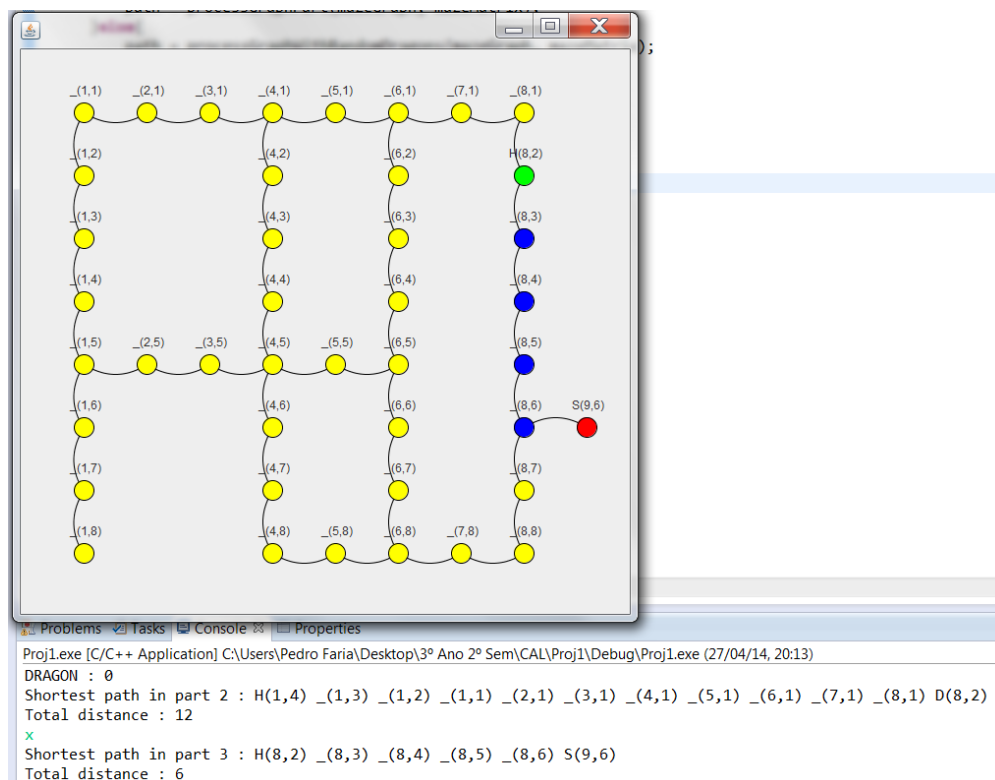 );
_(1,1) _(2,1) _(3,1) _(4,1) _(5,1) _(6,1) _(7,1) _(8,1)
_(1,2) _(4,2) _(6,2) H(8,2)
_(1,3) _(4,3) _(6,3) _(8,3)
_(1,4) _(4,4) _(6,4) _(8,4)
_(1,5) _(2,5) _(3,5) _(4,5) _(5,5) _(6,5) _(8,5)
_(1,6) _(4,6) _(6,6) _(8,6) S(9,6)
_(1,7) _(4,7) _(6,7) _(8,7)
_(1,8) _(4,8) _(5,8) _(6,8) _(7,8) _(8,8)
Problems Tasks Console Properties
Proj1.exe [C/C++ Application] C:\Users\Pedro Faria\Desktop\3º Ano 2º Sem\CAL\Proj1\Debug\Proj1.exe (27/04/14, 20:13)
DRAGON : 0
Shortest path in part 2 : H(1,4) _(1,3) _(1,2) _(1,1) _(2,1) _(3,1) _(4,1) _(5,1) _(6,1) _(7,1) _(8,1) D(8,2)
Total distance : 12
x
Shortest path in part 3 : H(8,2) _(8,3) _(8,4) _(8,5) _(8,6) S(9,6)
Total distance : 6